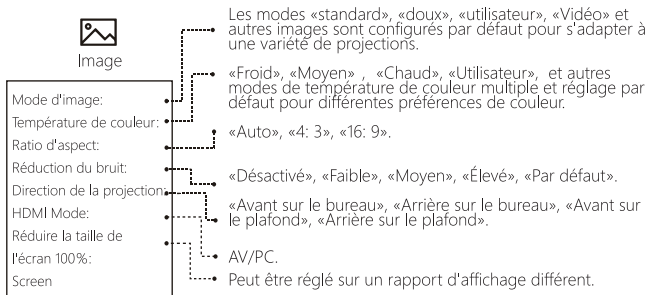 Image
Mode d'image:
Température de couleur:
Ratio d'aspect:
Réduction du bruit:
Direction de la projection:
HDMI Mode:
Réduire la taille de
l'écran 100%:
Screen
Les modes «standard», «doux», «utilisateur», «Vidéo» et
autres images sont configurés par défaut pour s'adapter à
une variété de projections.
«Froid», «Moyen» , «Chaud», «Utilisateur», et autres
modes de température de couleur multiple et réglage par
défaut pour différentes préférences de couleur.
«Auto», «4: 3», «16: 9».
«Désactivé», «Faible», «Moyen», «Élevé», «Par défaut».
«Avant sur le bureau», «Arrière sur le bureau», «Avant sur
le plafond», «Arrière sur le plafond».
AV/PC.
Peut être réglé sur un rapport d'affichage différent.